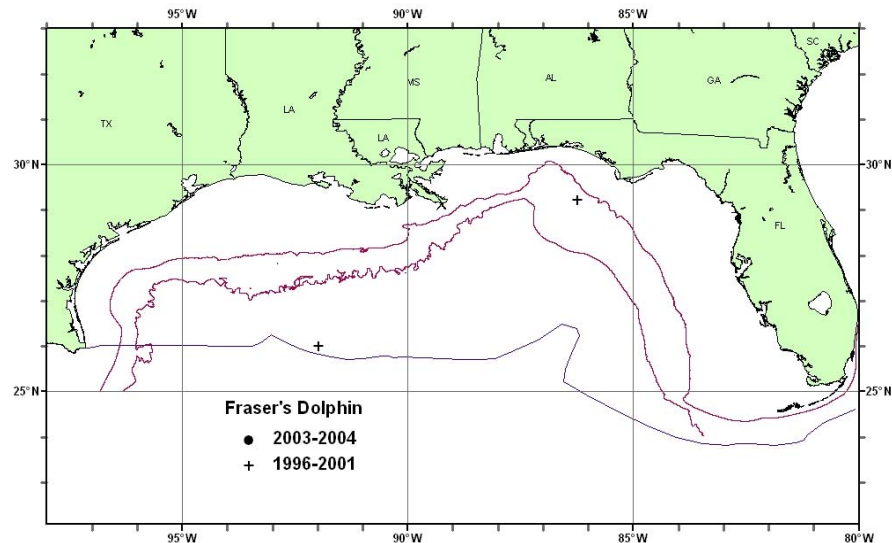 95°W 90°W 85°W
SC
MS AL GA
LA
TX
LA
30°N 30°N
FL
25°N 25°N
Fraser's Dolphin
2003-2004
1996-2001
95°W 90°W 85°W 80°W